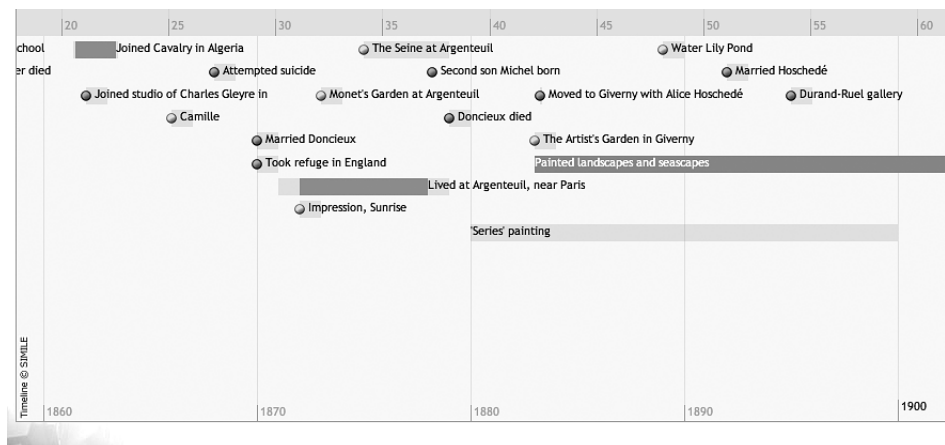 20 25 30 35 40 45 50 55 60
chool Joined Cavalry in Algeria The Seine at Argenteuil Water Lily Pond
er died Attempted suicide Second son Michel born Married Hoschedé
Joined studio of Charles Gleyre in Monet's Garden at Argenteuil Moved to Giverny with Alice Hoschedé Durand-Ruel gallery
Camille Doncieux died
Married Doncieux The Artist's Garden in Giverny
Took refuge in England Painted landscapes and seascapes
Lived at Argenteuil, near Paris
Impression, Sunrise
'Series' painting
Timeline © SIMILE
1860 1870 1880 1890 1900